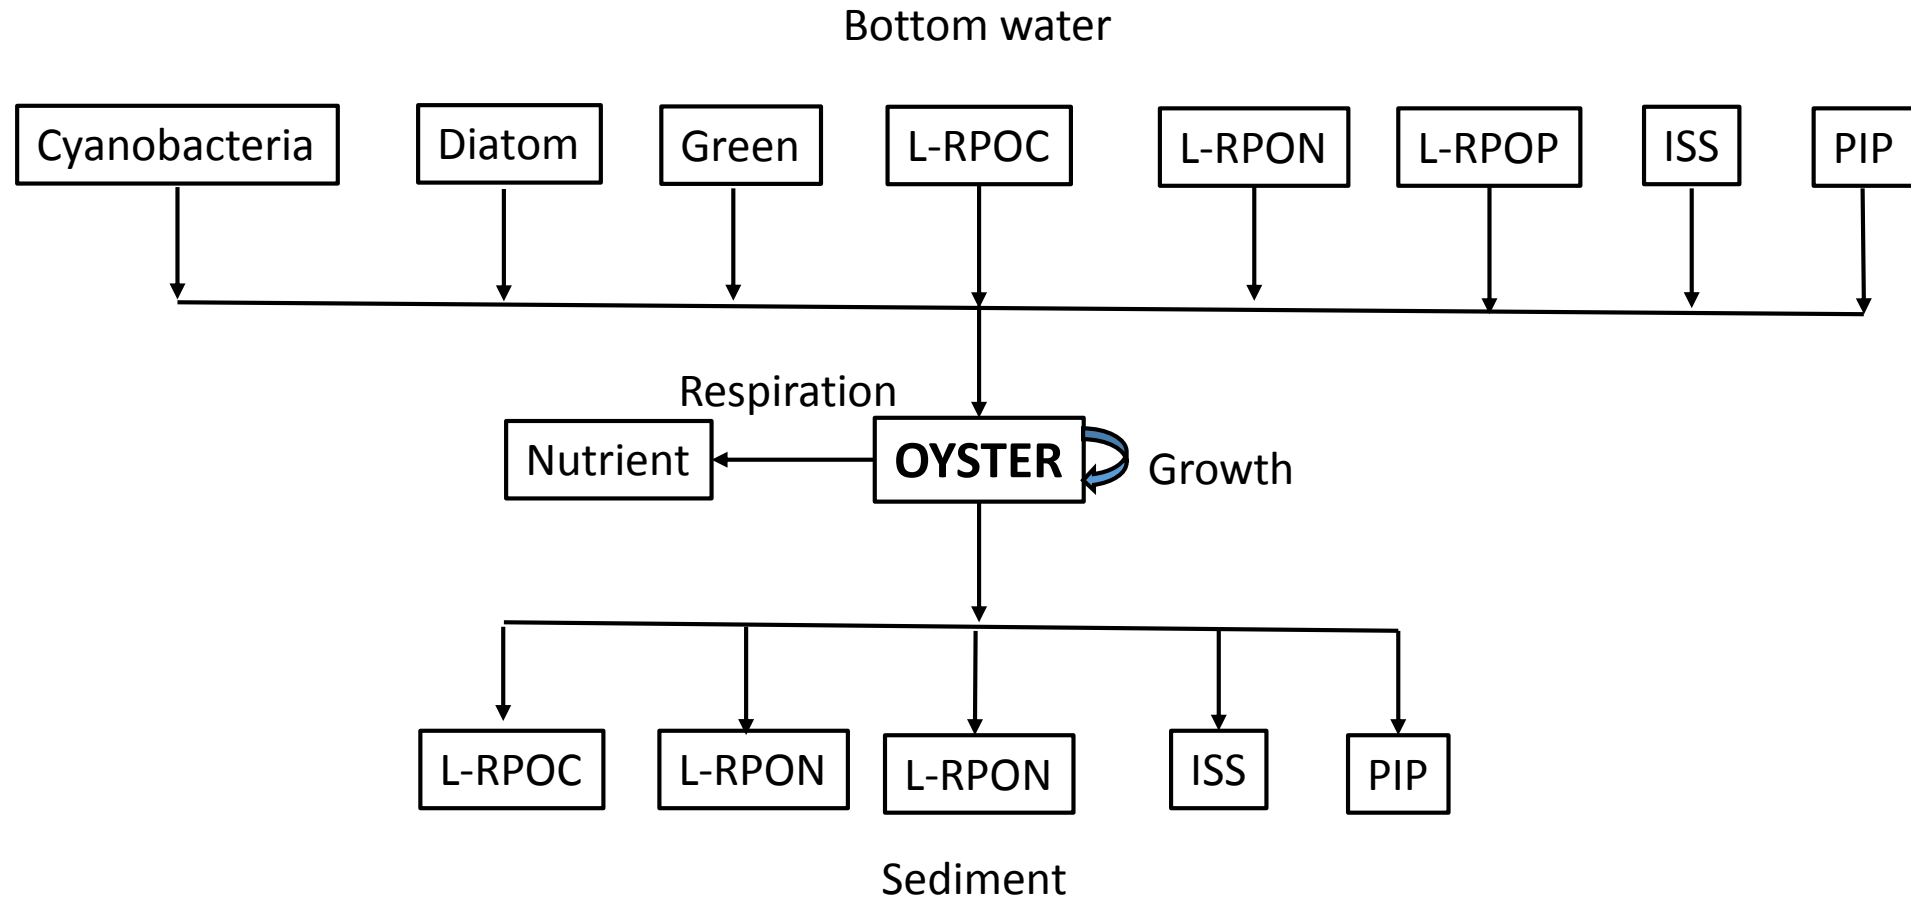 Bottom water
Cyanobacteria
Diatom
Green
L-RPOC
L-RPON
L-RPOP
ISS
PIP
Respiration
Nutrient
OYSTER
Growth
L-RPOC
L-RPON
L-RPON
ISS
PIP
Sediment